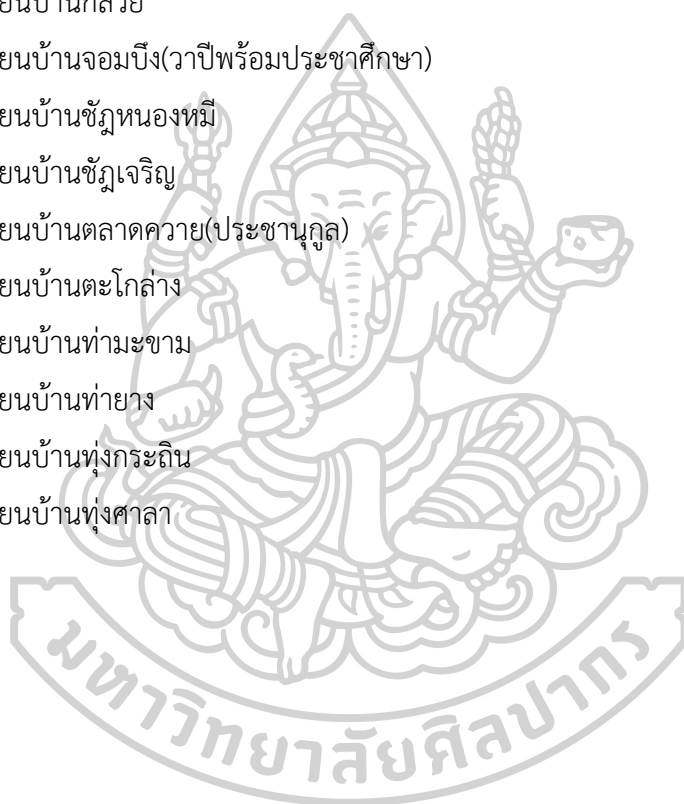 ยนบ้านกล้วย
ยนบ้านจอมบึง(วาปีพร้อมประชาศึกษา)
ยนบ้านชัฎหนองหมี
ยนบ้านชัฎเจริญ
ยนบ้านตลาดควาย(ประชานุกูล)
ยนบ้านตะโกล่าง
ยนบ้านท่ามะขาม
ยนบ้านท่ายาง
ยนบ้านทุ่งกระถิน
ยนบ้านทุ่งศาลา
มหาวิทยาลัยศิลปากร